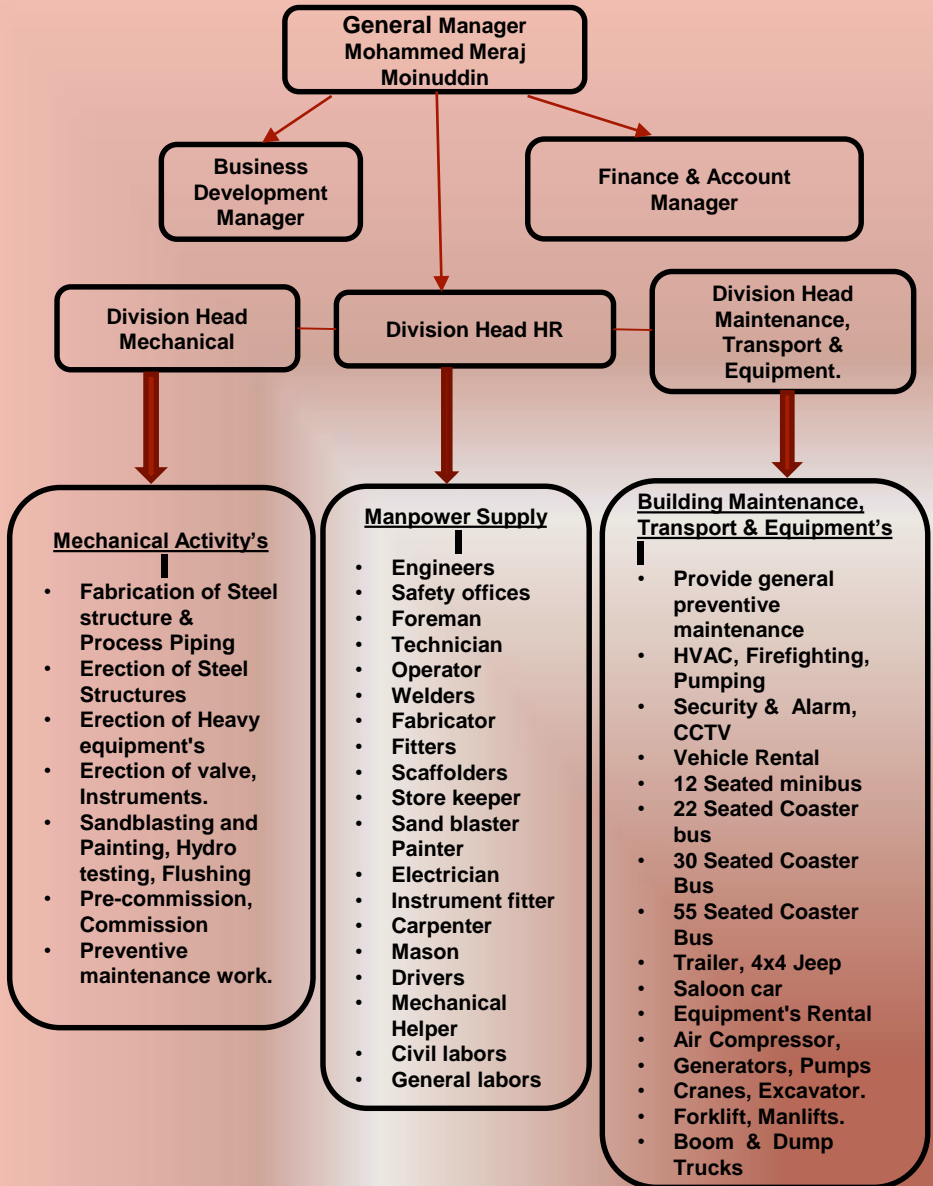 General Manager
Mohammed Meraj
Moinuddin
Business
Development
Manager
Finance & Account
Manager
Division Head
Mechanical
Division Head HR
Division Head
Maintenance,
Transport &
Equipment.
Mechanical Activity’s
• Fabrication of Steel
structure &
Process Piping
• Erection of Steel
Structures
• Erection of Heavy
equipment's
• Erection of valve,
Instruments.
• Sandblasting and
Painting, Hydro
testing, Flushing
• Pre-commission,
Commission
• Preventive
maintenance work.
Manpower Supply
• Engineers
• Safety offices
• Foreman
• Technician
• Operator
• Welders
• Fabricator
• Fitters
• Scaffolders
• Store keeper
• Sand blaster
Painter
• Electrician
• Instrument fitter
• Carpenter
• Mason
• Drivers
• Mechanical
Helper
• Civil labors
• General labors
Building Maintenance,
Transport & Equipment’s
• Provide general
preventive
maintenance
• HVAC, Firefighting,
Pumping
• Security & Alarm,
CCTV
• Vehicle Rental
• 12 Seated minibus
• 22 Seated Coaster
bus
• 30 Seated Coaster
Bus
• 55 Seated Coaster
Bus
• Trailer, 4x4 Jeep
• Saloon car
• Equipment's Rental
• Air Compressor,
• Generators, Pumps
• Cranes, Excavator.
• Forklift, Manlifts.
• Boom & Dump
Trucks